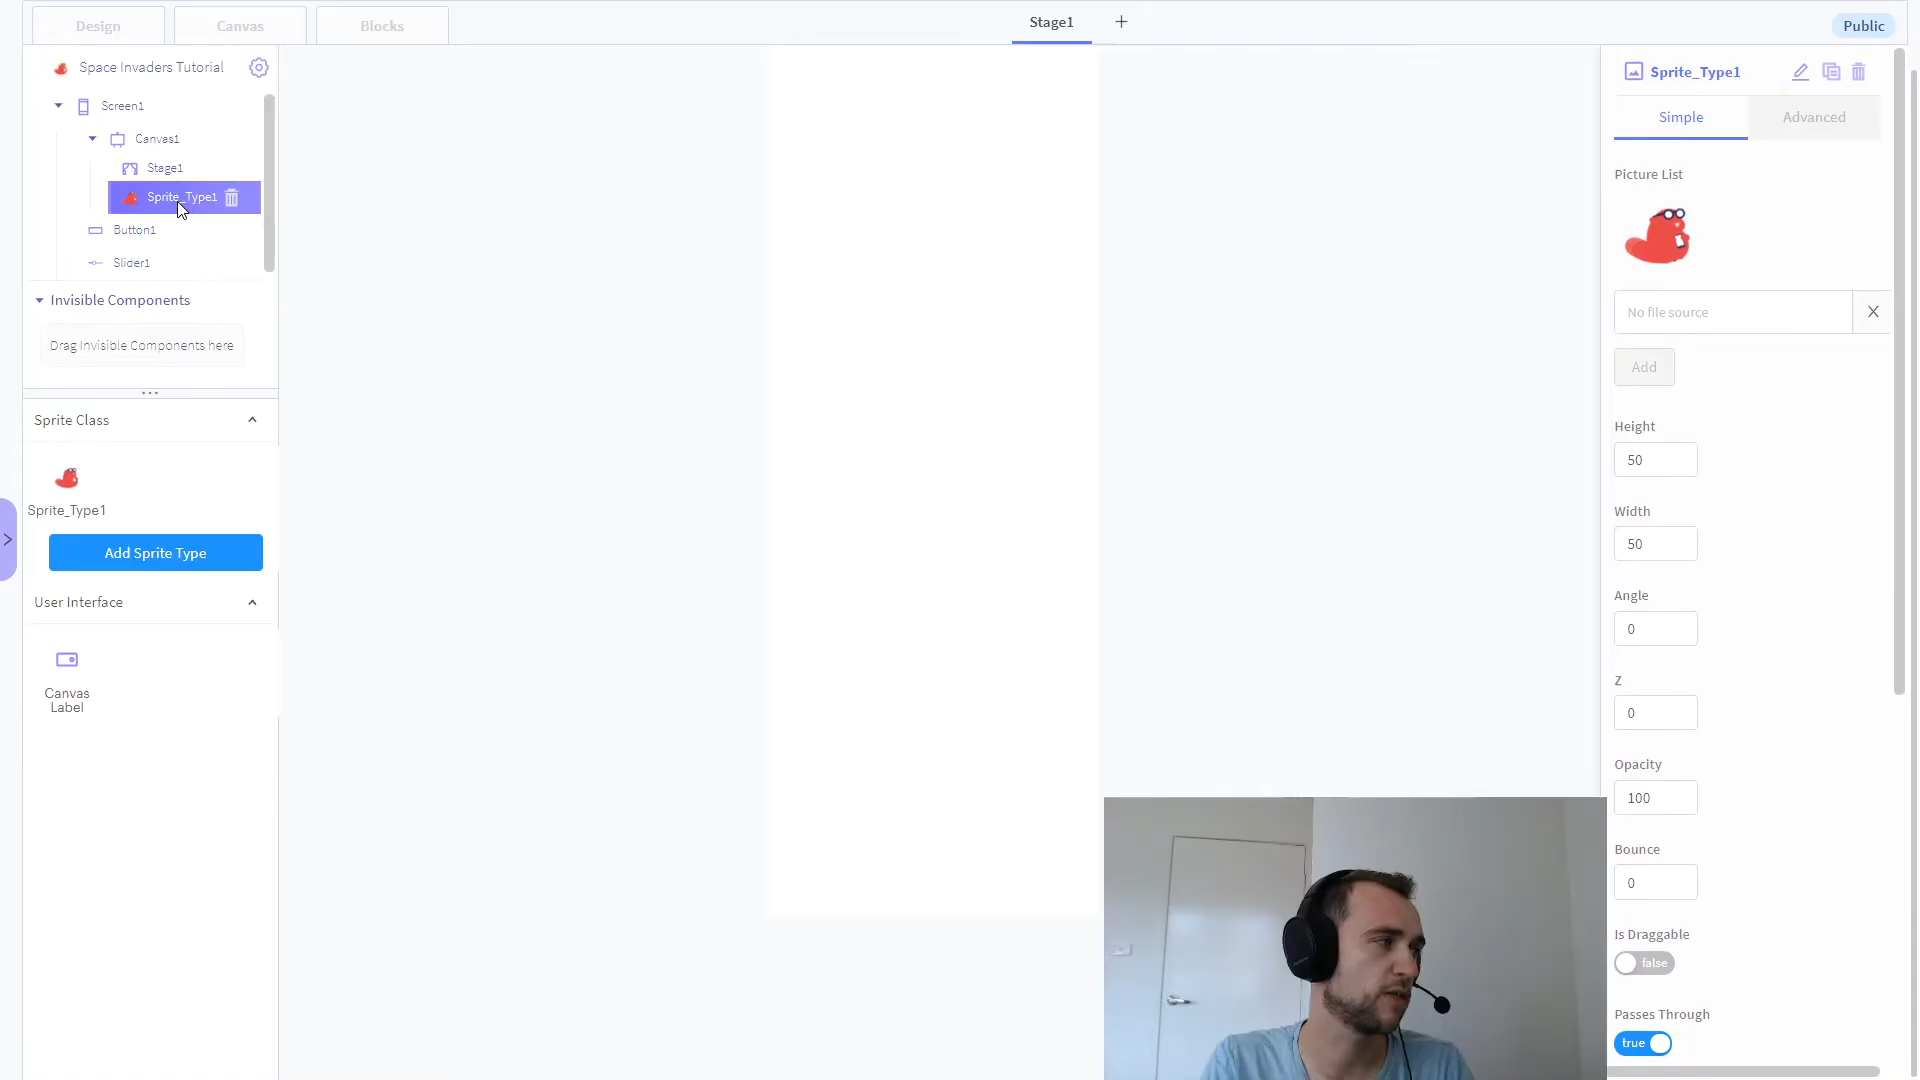 Design
Canvas
Blocks
Stage1
+
Public
Space Invaders Tutorial
Screen1
Canvas1
Stage1
Sprite_Type1
Button1
Slider1
Invisible Components
Drag Invisible Components here
Sprite Class
Sprite_Type1
Add Sprite Type
User Interface
Canvas
Label
Sprite_Type1
Simple
Advanced
Picture List
No file source
X
Add
Height
50
Width
50
Angle
0
Z
0
Opacity
100
Bounce
0
Is Draggable
false
Passes Through
true